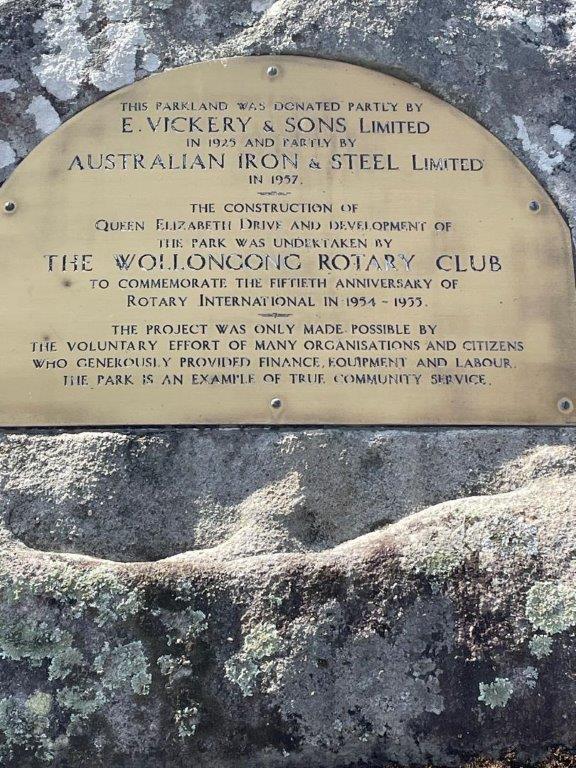 THIS PARKLAND WAS DONATED PARTLY BY
E. VICKERY & SONS LIMITED
IN 1925 AND PARTLY BY
AUSTRALIAN IRON & STEEL LIMITED
IN 1957.
THE CONSTRUCTION OF
QUEEN ELIZABETH DRIVE AND DEVELOPMENT OF
THE PARK WAS UNDERTAKEN BY
THE WOLLONGONG ROTARY CLUB
TO COMMEMORATE THE FIFTIETH ANNIVERSARY OF
ROTARY INTERNATIONAL IN 1954 - 1955.
THE PROJECT WAS ONLY MADE POSSIBLE BY
THE VOLUNTARY EFFORT OF MANY ORGANISATIONS AND CITIZENS
WHO GENEROUSLY PROVIDED FINANCE, EQUIPMENT AND LABOUR.
THE PARK IS AN EXAMPLE OF TRUE COMMUNITY SERVICE.